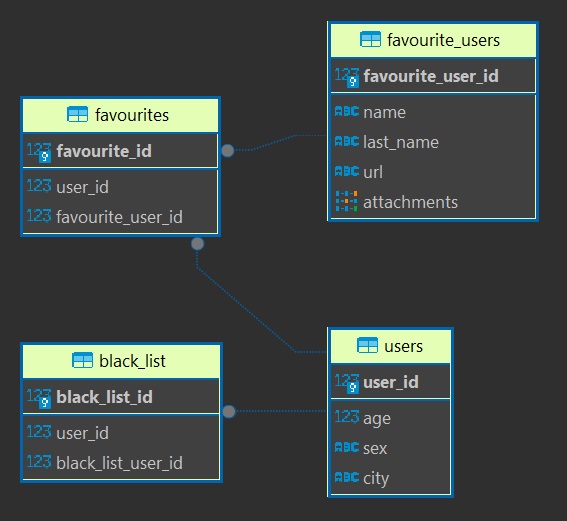 favourite_users
123 favourite_user_id
ABC name
ABC last_name
ABC url
attachments
favourites
123 favourite_id
123 user_id
123 favourite_user_id
black_list
123 black_list_id
123 user_id
123 black_list_user_id
users
123 user_id
123 age
ABC sex
ABC city